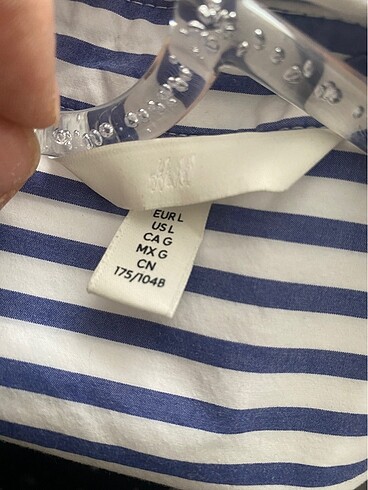 H&M
EUR L
US L
CA G
MX G
CN
175/104B